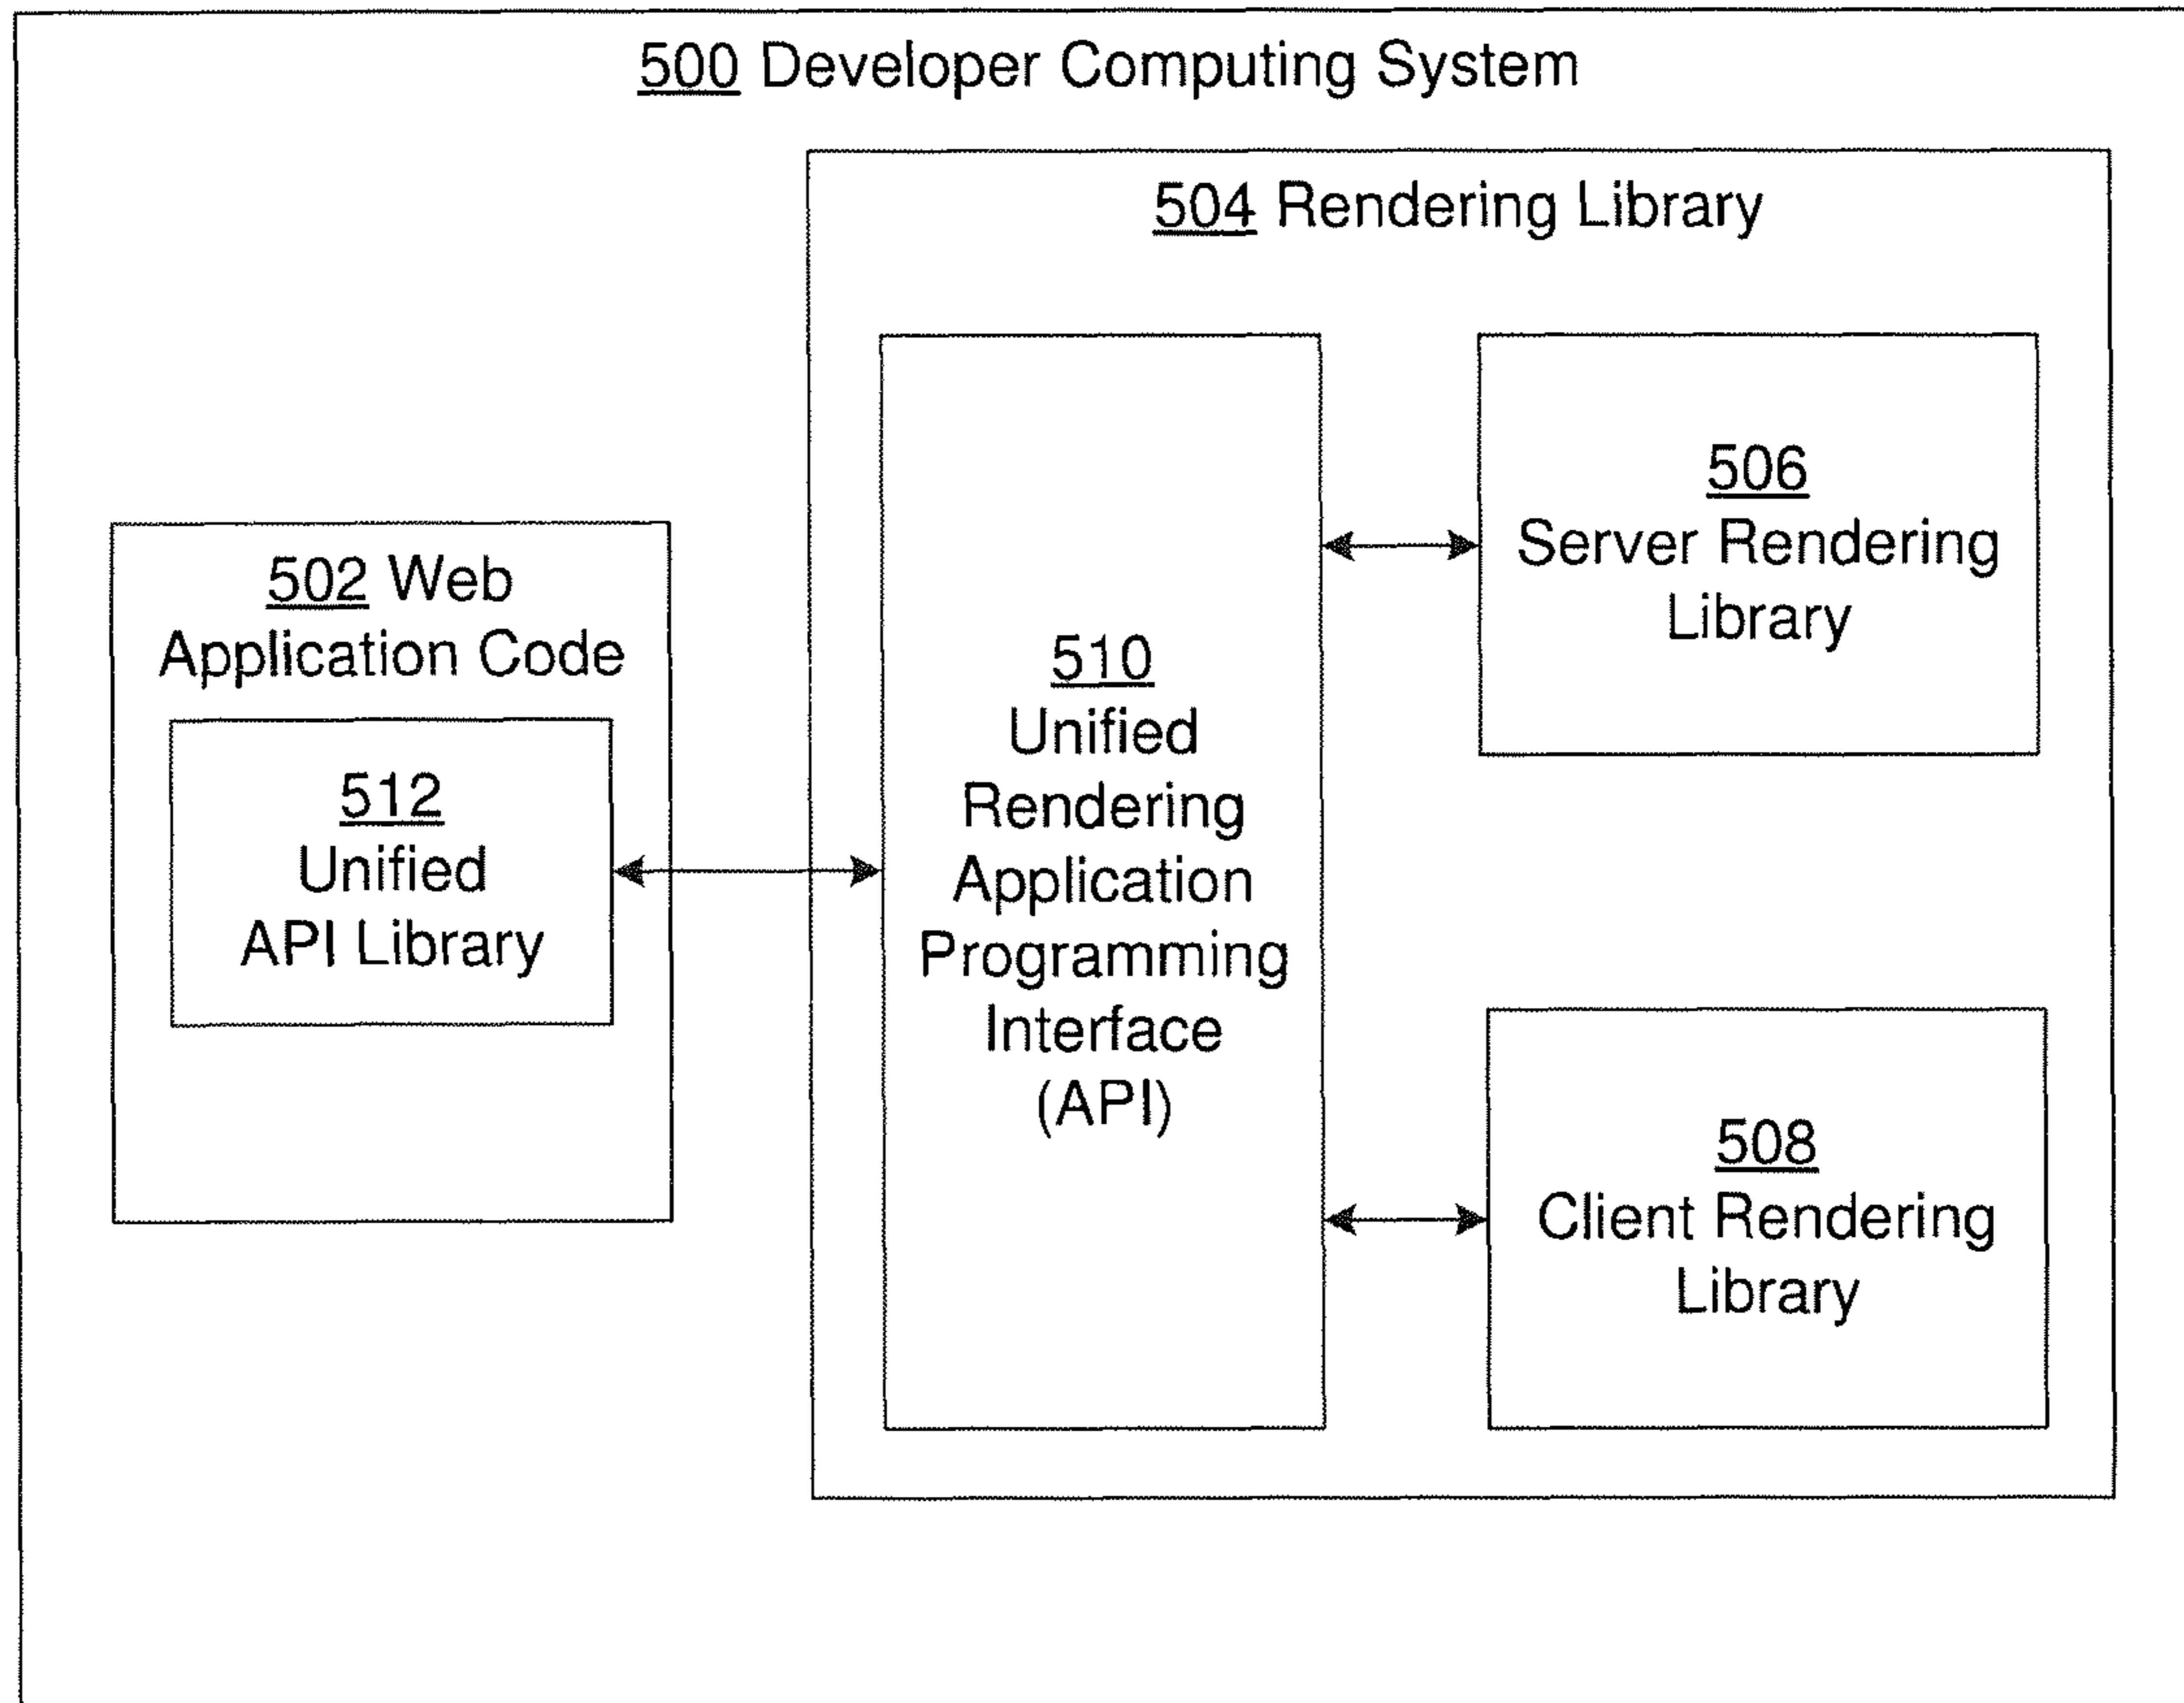 500 Developer Computing System
504 Rendering Library
502 Web
Application Code
512
Unified
API Library
510
Unified
Rendering
Application
Programming
Interface
(API)
506
Server Rendering
Library
508
Client Rendering
Library